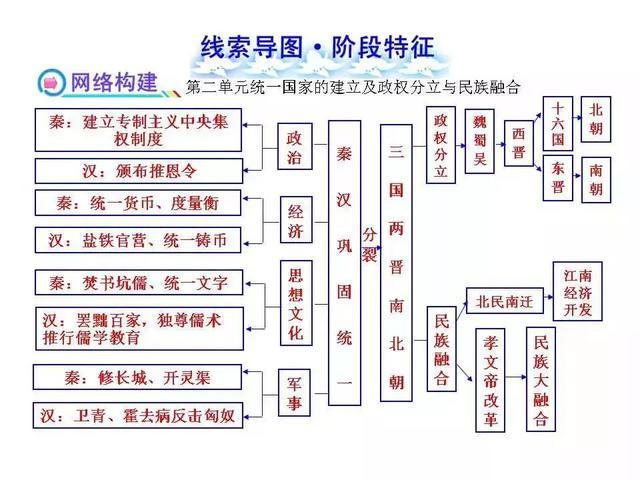 线索导图·阶段特征
网络构建
第二单元统一国家的建立及政权分立与民族融合
秦：建立专制主义中央集
权制度
汉：颁布推恩令
政治
秦：统一货币、度量衡
汉：盐铁官营、统一铸币
经济
秦：焚书坑儒、统一文字
汉：罢黜百家，独尊儒术
推行儒学教育
思想文化
秦：修长城、开灵渠
汉：卫青、霍去病反击匈奴
军事
秦汉巩固统一
分裂
三国两晋南北朝
政权分立
魏蜀吴
西晋
十六国
北朝
东晋
南朝
民族融合
北民南迁
江南
经济
开发
孝文帝改革
民族大融合